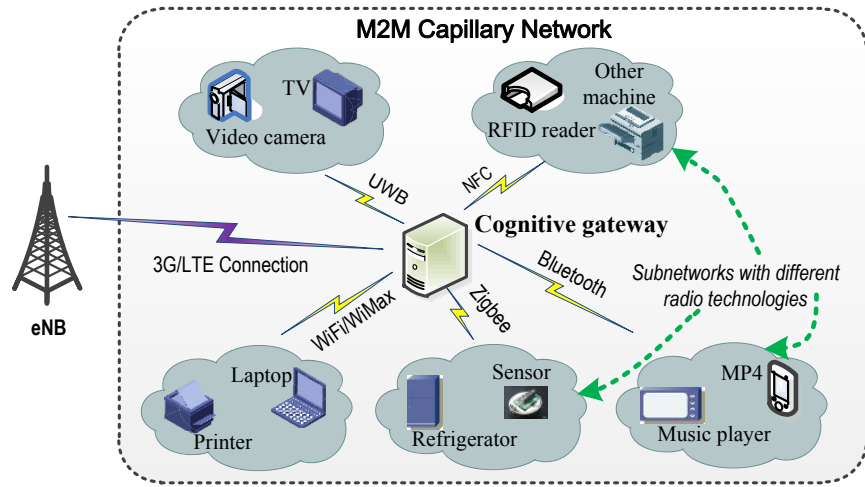 M2M Capillary Network
TV
Video camera
Other
machine
RFID reader
UWB
NFC
Cognitive gateway
3G/LTE Connection
eNB
Bluetooth
Subnetworks with different
radio technologies
WiFi/WiMax
Zigbee
Laptop
Printer
Sensor
Refrigerator
MP4
Music player